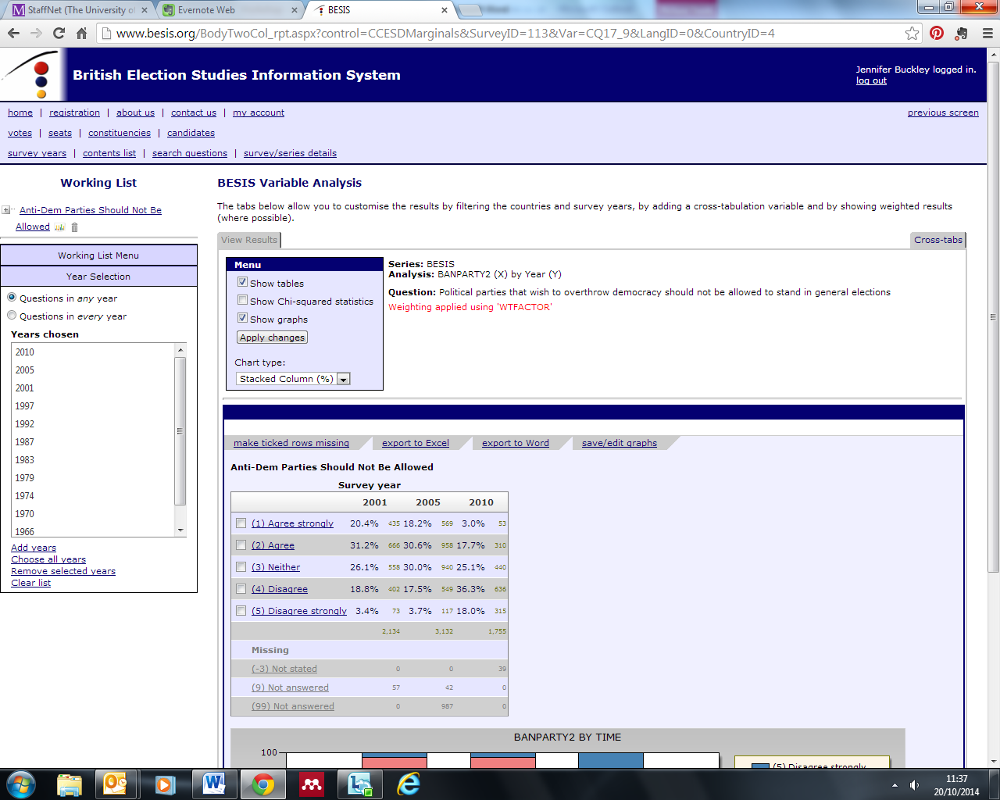 StaffNet (The University of
Evernote Web
BESIS
www.besis.org/BodyTwoCol_rpt.aspx?control=CCESDMarginals&SurveyID=113&Var=CQ17_9&LangID=0&CountryID=4
British Election Studies Information System
Jennifer Buckley logged in.
log out
home | registration | about us | contact us | my account
previous screen
votes | seats | constituencies | candidates
survey years | contents list | search questions | survey/series details
Working List
Anti-Dem Parties Should Not Be
Allowed
Working List Menu
Year Selection
Questions in any year
Questions in every year
Years chosen
2010
2005
2001
1997
1992
1987
1983
1979
1974
1970
1966
Add years
Choose all years
Remove selected years
Clear list
BESIS Variable Analysis
The tabs below allow you to customise the results by filtering the countries and survey years, by adding a cross-tabulation variable and by showing weighted results
(where possible).
View Results
Cross-tabs
Menu
Show tables
Show Chi-squared statistics
Show graphs
Apply changes
Chart type:
Stacked Column (%)
Series: BESIS
Analysis: BANPARTY2 (X) by Year (Y)
Question: Political parties that wish to overthrow democracy should not be allowed to stand in general elections
Weighting applied using 'WTFACTOR'
make ticked rows missing
export to Excel
export to Word
save/edit graphs
Anti-Dem Parties Should Not Be Allowed
Survey year
2001 2005 2010
(1) Agree strongly 20.4% 435 18.2% 569 3.0% 53
(2) Agree 31.2% 666 30.6% 958 17.7% 310
(3) Neither 26.1% 558 30.0% 940 25.1% 440
(4) Disagree 18.8% 402 17.5% 549 36.3% 636
(5) Disagree strongly 3.4% 73 3.7% 117 18.0% 315
2,134 3,132 1,755
Missing
(-3) Not stated 0 0 39
(9) Not answered 57 42 0
(99) Not answered 0 987 0
BANPARTY2 BY TIME
100
(5) Disagree strongly
11:37
20/10/2014